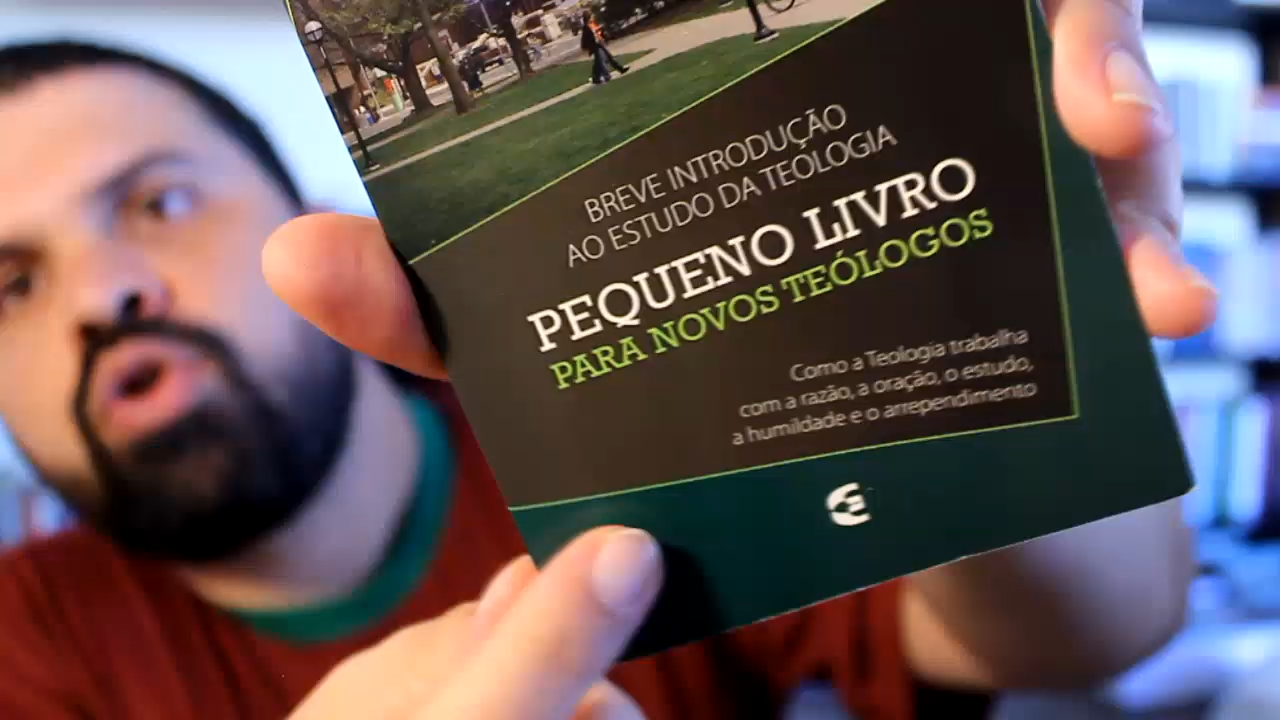 BREVE INTRODUÇÃO
AO ESTUDO DA TEOLOGIA
PEQUENO LIVRO
PARA NOVOS TEÓLOGOS
Como a Teologia trabalha
com a razão, a oração, o estudo,
a humildade e o arrependimento